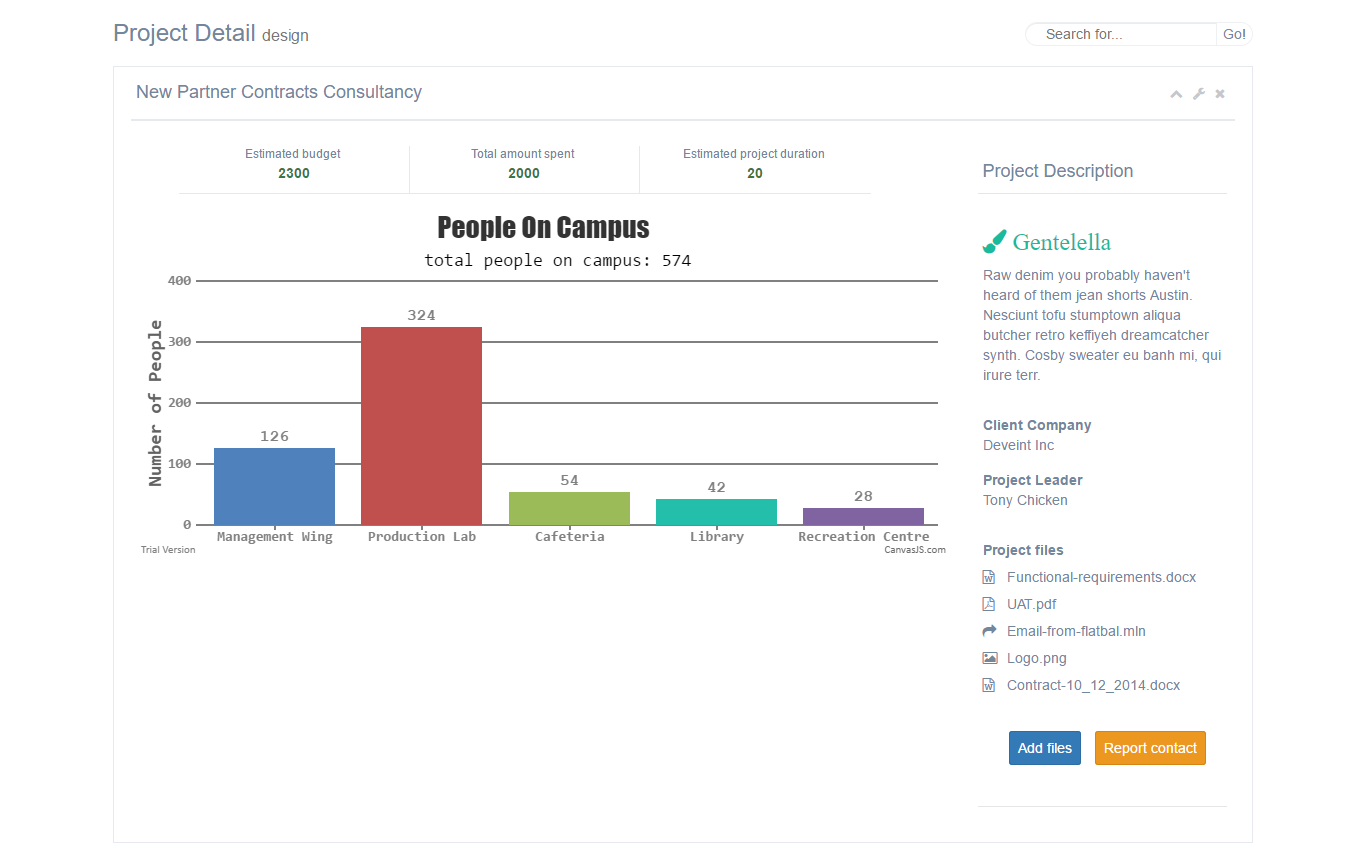 Project Detail design
Search for... Go!
New Partner Contracts Consultancy
Estimated budget
2300
Total amount spent
2000
Estimated project duration
20
People On Campus
total people on campus: 574
Number of People
400
300
200
100
0
126
324
54
42
28
Management Wing
Production Lab
Cafeteria
Library
Recreation Centre
Trial Version
CanvasJS.com
Project Description
Gentelella
Raw denim you probably haven't
heard of them jean shorts Austin.
Nesciunt tofu stumptown aliqua
butcher retro keffiyeh dreamcatcher
synth. Cosby sweater eu banh mi, qui
irure terr.
Client Company
Deveint Inc
Project Leader
Tony Chicken
Project files
Functional-requirements.docx
UAT.pdf
Email-from-flatbal.mln
Logo.png
Contract-10_12_2014.docx
Add files
Report contact